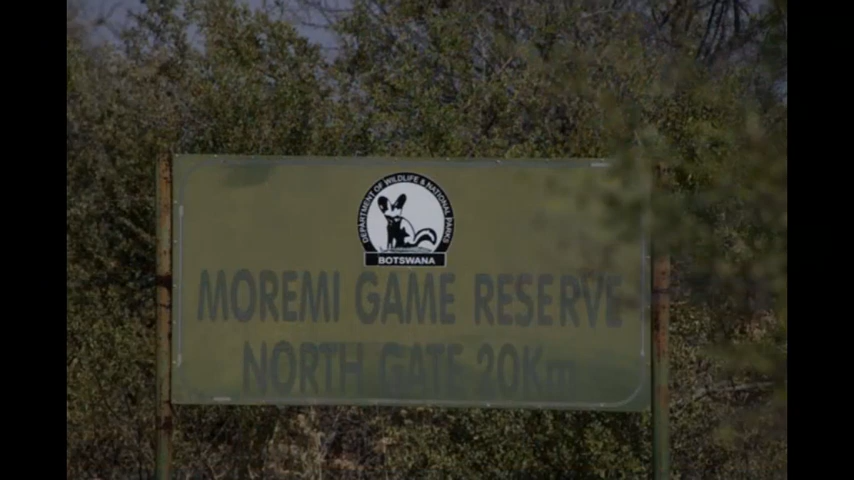 DEPARTMENT OF WILDLIFE & NATIONAL PARKS
BOTSWANA
MOREMI GAME RESERVE
NORTH GATE 20Km